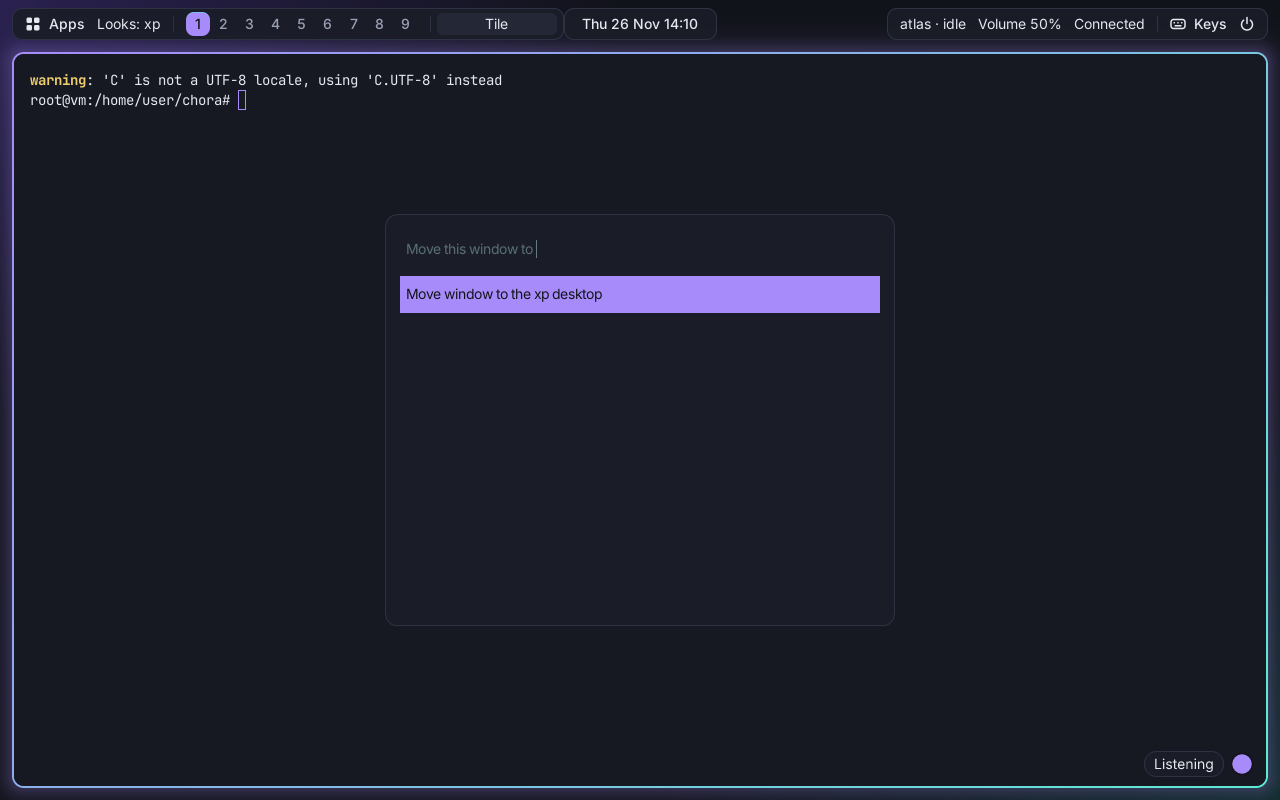 Apps Looks: xp 1 2 3 4 5 6 7 8 9 Tile Thu 26 Nov 14:10 atlas · idle Volume 50% Connected Keys
warning: 'C' is not a UTF-8 locale, using 'C.UTF-8' instead
root@vm:/home/user/chora#
Move this window to
Move window to the xp desktop
Listening